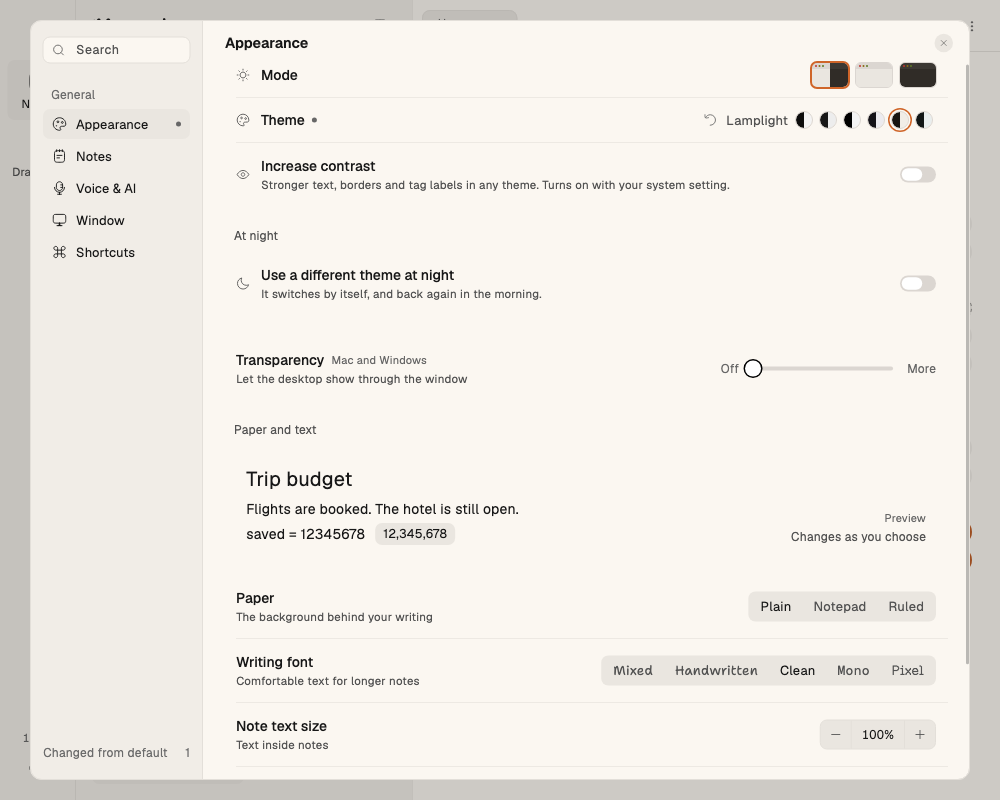 Search
General
Appearance
Notes
Voice & AI
Window
Shortcuts
Changed from default 1
Appearance
Mode
Theme
Lamplight
Increase contrast
Stronger text, borders and tag labels in any theme. Turns on with your system setting.
At night
Use a different theme at night
It switches by itself, and back again in the morning.
Transparency Mac and Windows
Let the desktop show through the window
Off
More
Paper and text
Trip budget
Flights are booked. The hotel is still open.
saved = 12345678 12,345,678
Preview
Changes as you choose
Paper
The background behind your writing
Plain Notepad Ruled
Writing font
Comfortable text for longer notes
Mixed Handwritten Clean Mono Pixel
Note text size
Text inside notes
− 100% +